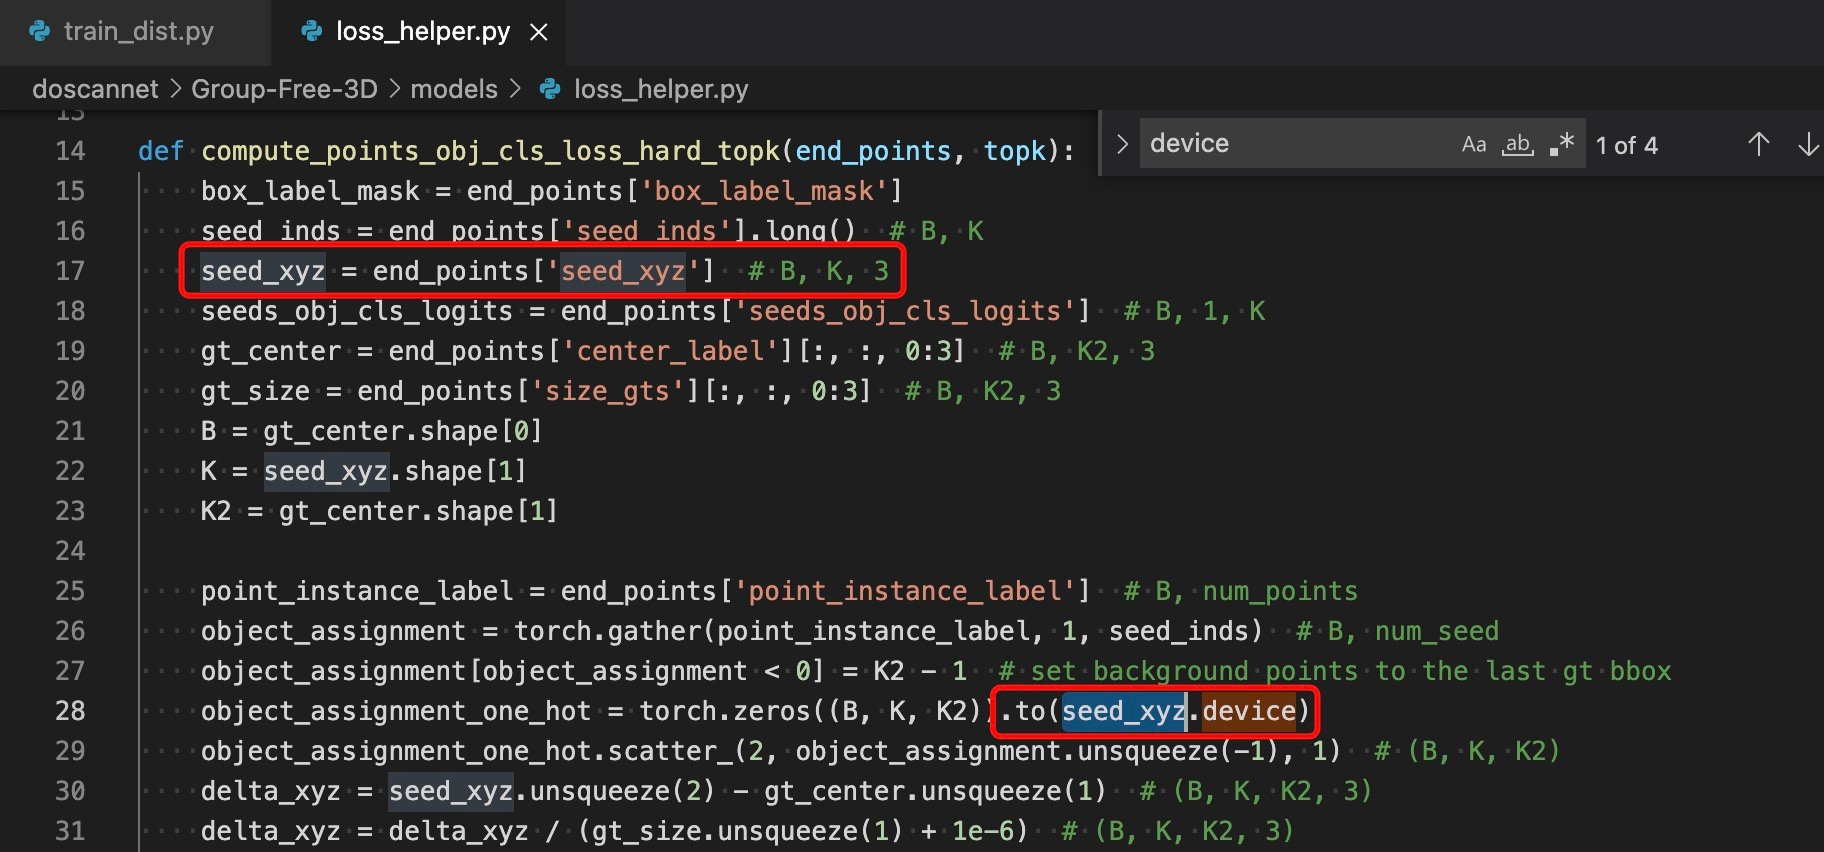 train_dist.py loss_helper.py
doscannet > Group-Free-3D > models > loss_helper.py
device Aa ab .* 1 of 4
13
14 def compute_points_obj_cls_loss_hard_topk(end_points, topk):
15 box_label_mask = end_points['box_label_mask']
16 seed_inds = end_points['seed_inds'].long()  # B, K
17 seed_xyz = end_points['seed_xyz']  # B, K, 3
18 seeds_obj_cls_logits = end_points['seeds_obj_cls_logits']  # B, 1, K
19 gt_center = end_points['center_label'][:, :, 0:3]  # B, K2, 3
20 gt_size = end_points['size_gts'][:, :, 0:3]  # B, K2, 3
21 B = gt_center.shape[0]
22 K = seed_xyz.shape[1]
23 K2 = gt_center.shape[1]
24
25 point_instance_label = end_points['point_instance_label']  # B, num_points
26 object_assignment = torch.gather(point_instance_label, 1, seed_inds)  # B, num_seed
27 object_assignment[object_assignment < 0] = K2 - 1  # set background points to the last gt bbox
28 object_assignment_one_hot = torch.zeros((B, K, K2)).to(seed_xyz.device)
29 object_assignment_one_hot.scatter_(2, object_assignment.unsqueeze(-1), 1)  # (B, K, K2)
30 delta_xyz = seed_xyz.unsqueeze(2) - gt_center.unsqueeze(1)  # (B, K, K2, 3)
31 delta_xyz = delta_xyz / (gt_size.unsqueeze(1) + 1e-6)  # (B, K, K2, 3)